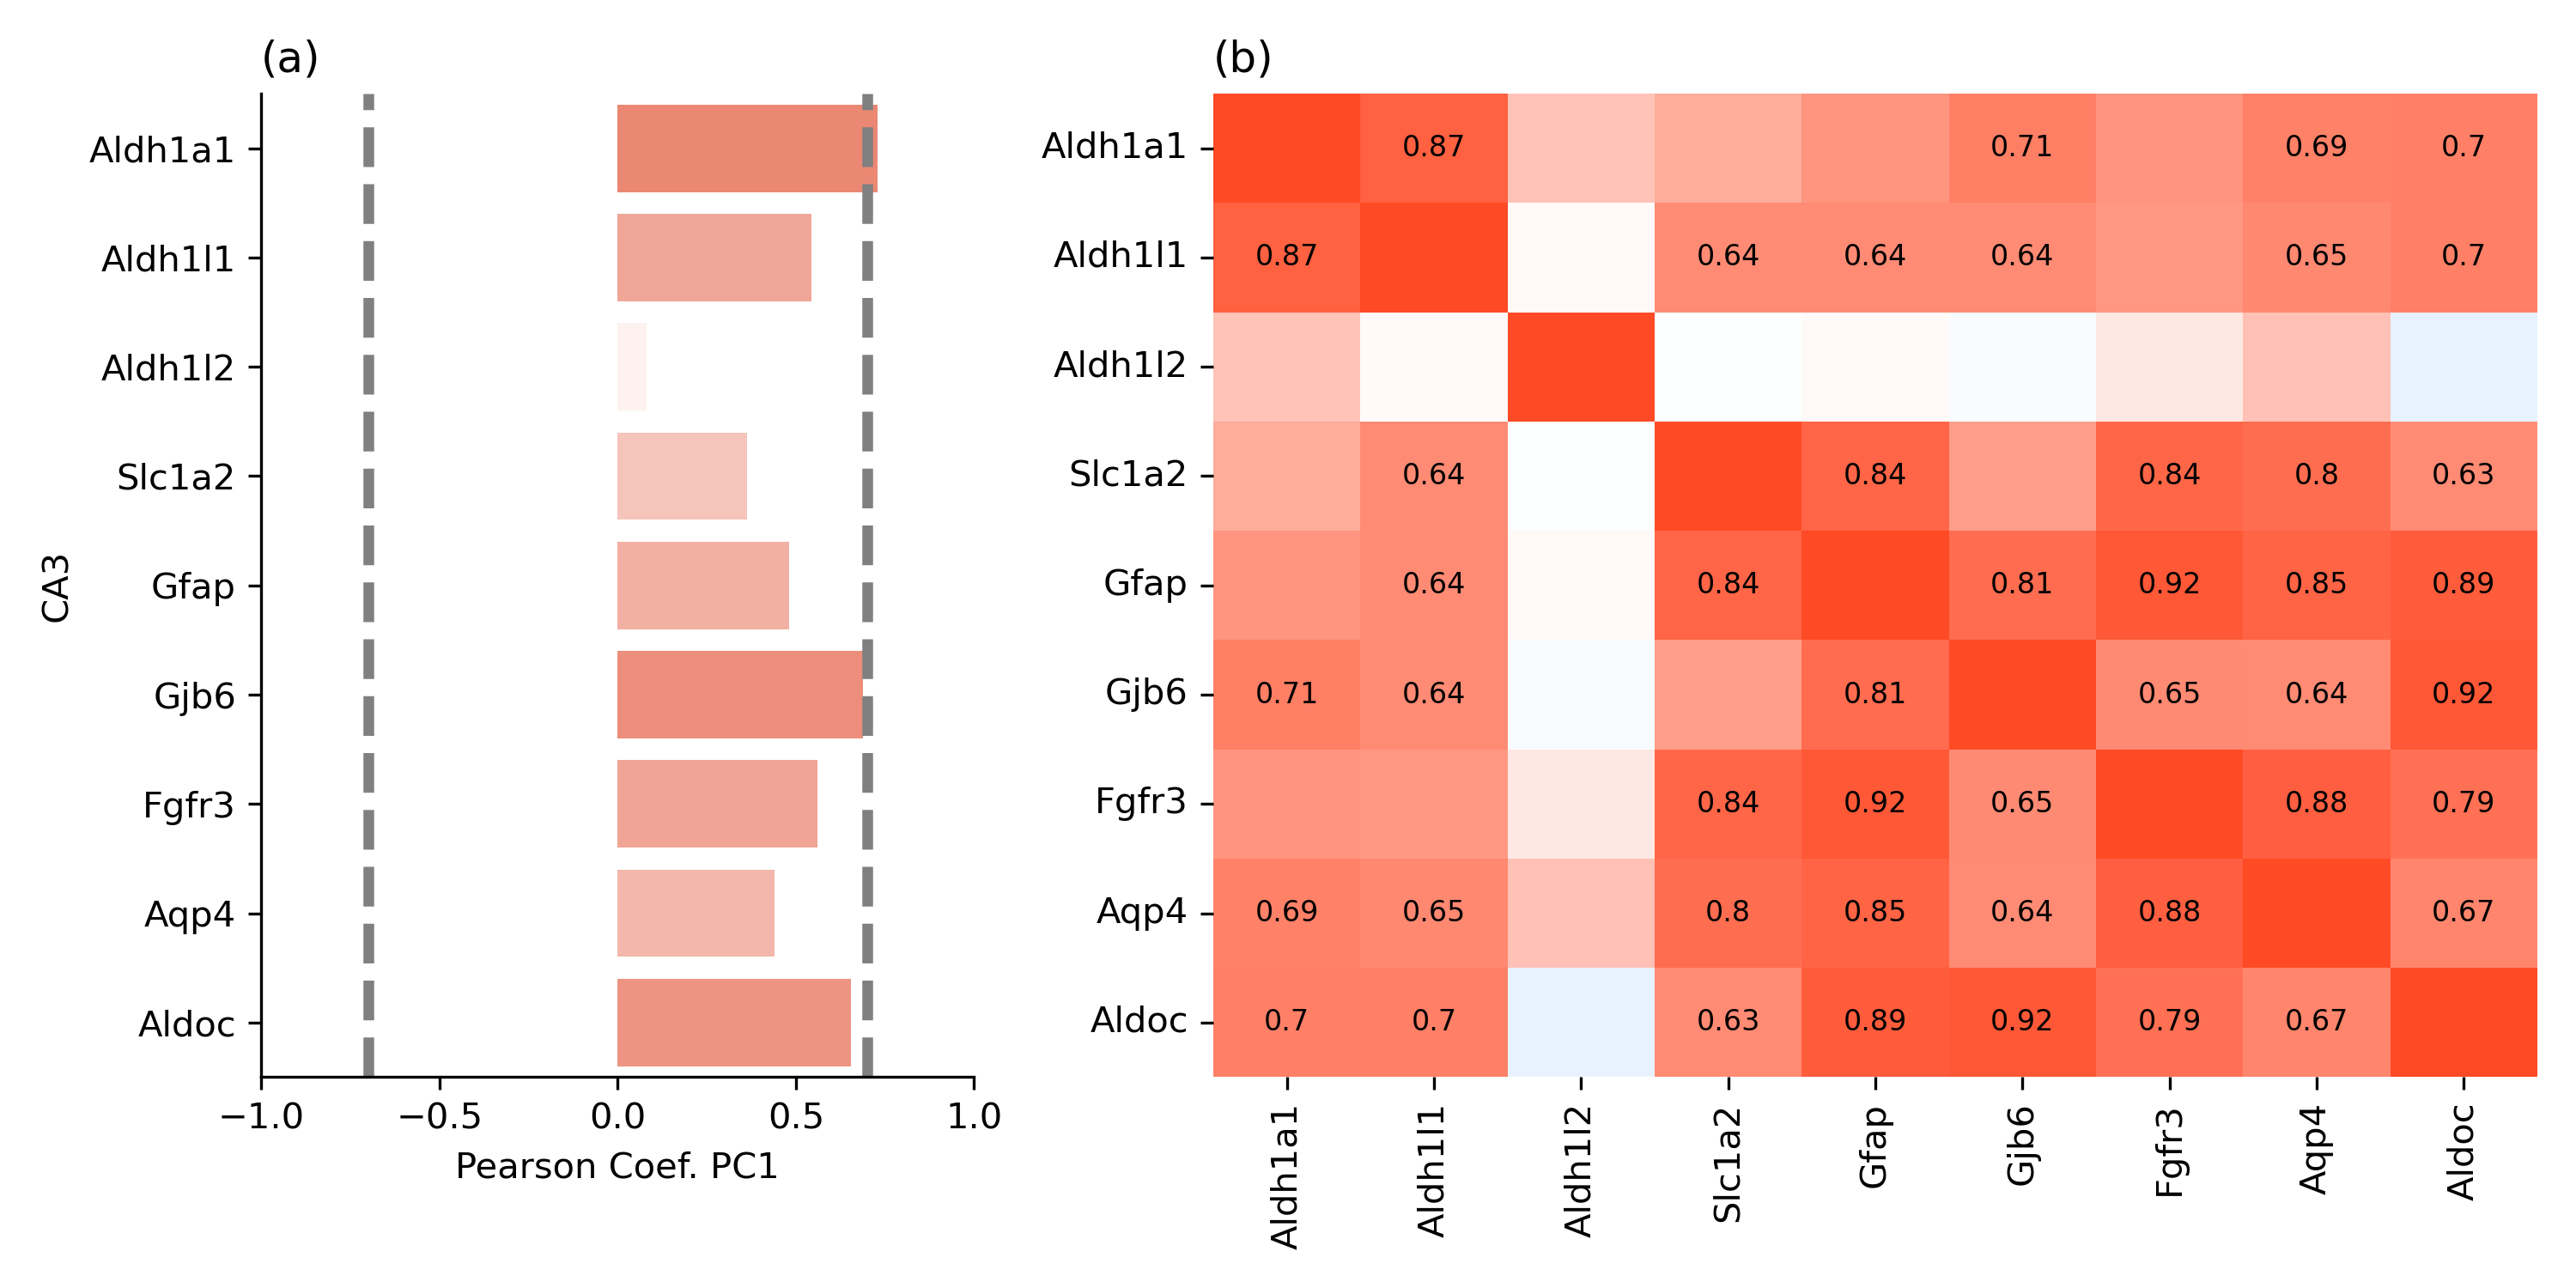 (a)
CA3
Aldh1a1
Aldh1l1
Aldh1l2
Slc1a2
Gfap
Gjb6
Fgfr3
Aqp4
Aldoc
−1.0 −0.5 0.0 0.5 1.0
Pearson Coef. PC1
(b)
Aldh1a1 0.87 0.71 0.69 0.7
Aldh1l1 0.87 0.64 0.64 0.64 0.65 0.7
Aldh1l2
Slc1a2 0.64 0.84 0.84 0.8 0.63
Gfap 0.64 0.84 0.81 0.92 0.85 0.89
Gjb6 0.71 0.64 0.81 0.65 0.64 0.92
Fgfr3 0.84 0.92 0.65 0.88 0.79
Aqp4 0.69 0.65 0.8 0.85 0.64 0.88 0.67
Aldoc 0.7 0.7 0.63 0.89 0.92 0.79 0.67
Aldh1a1 Aldh1l1 Aldh1l2 Slc1a2 Gfap Gjb6 Fgfr3 Aqp4 Aldoc